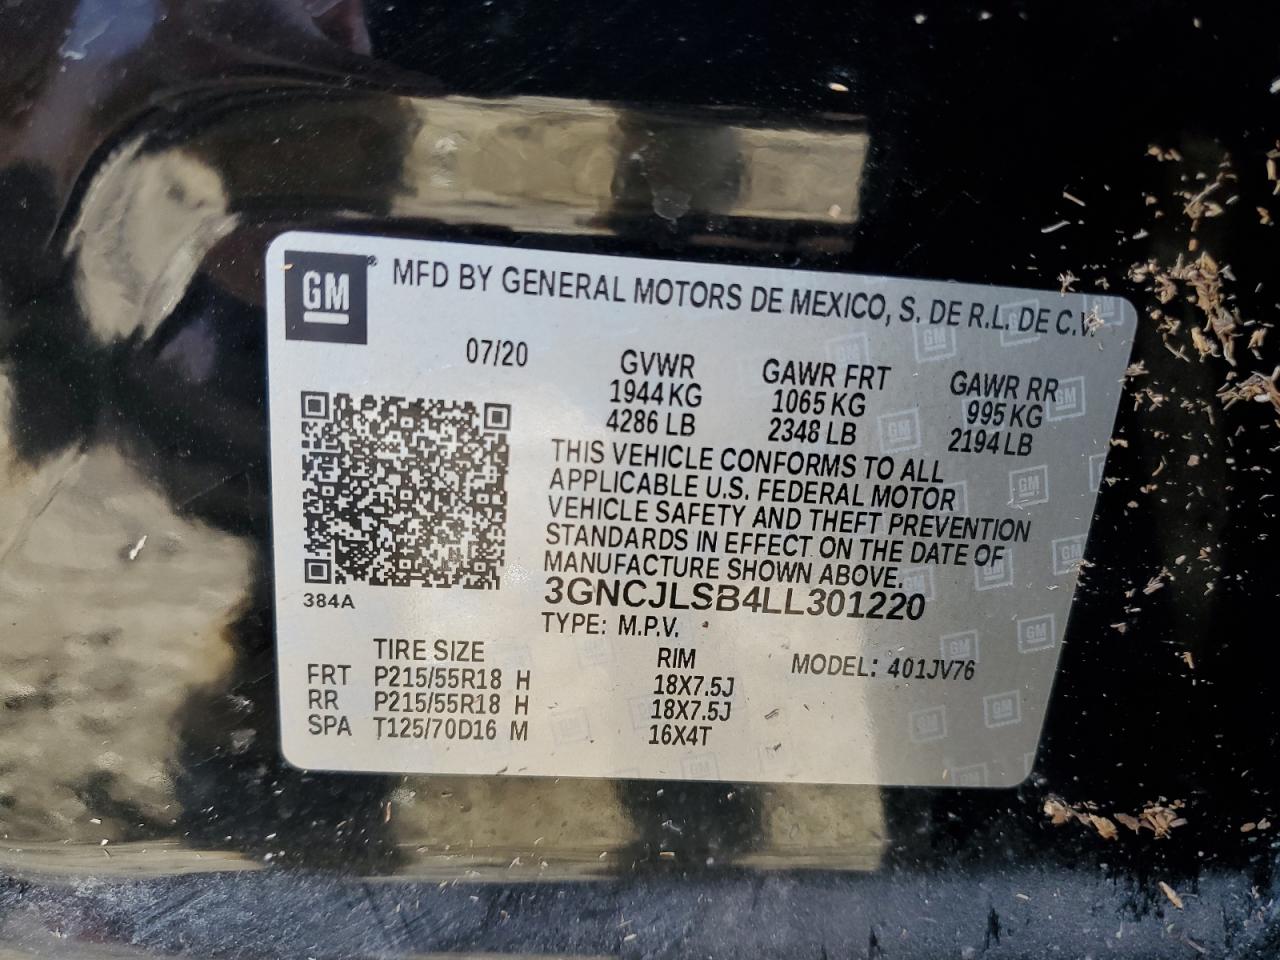 GM ® MFD BY GENERAL MOTORS DE MEXICO, S. DE R.L. DE C.V.
07/20
GVWR GAWR FRT GAWR RR
1944 KG 1065 KG 995 KG
4286 LB 2348 LB 2194 LB
THIS VEHICLE CONFORMS TO ALL
APPLICABLE U.S. FEDERAL MOTOR
VEHICLE SAFETY AND THEFT PREVENTION
STANDARDS IN EFFECT ON THE DATE OF
MANUFACTURE SHOWN ABOVE.
384A
3GNCJLSB4LL301220
TYPE: M.P.V.
TIRE SIZE RIM MODEL: 401JV76
FRT P215/55R18 H 18X7.5J
RR P215/55R18 H 18X7.5J
SPA T125/70D16 M 16X4T